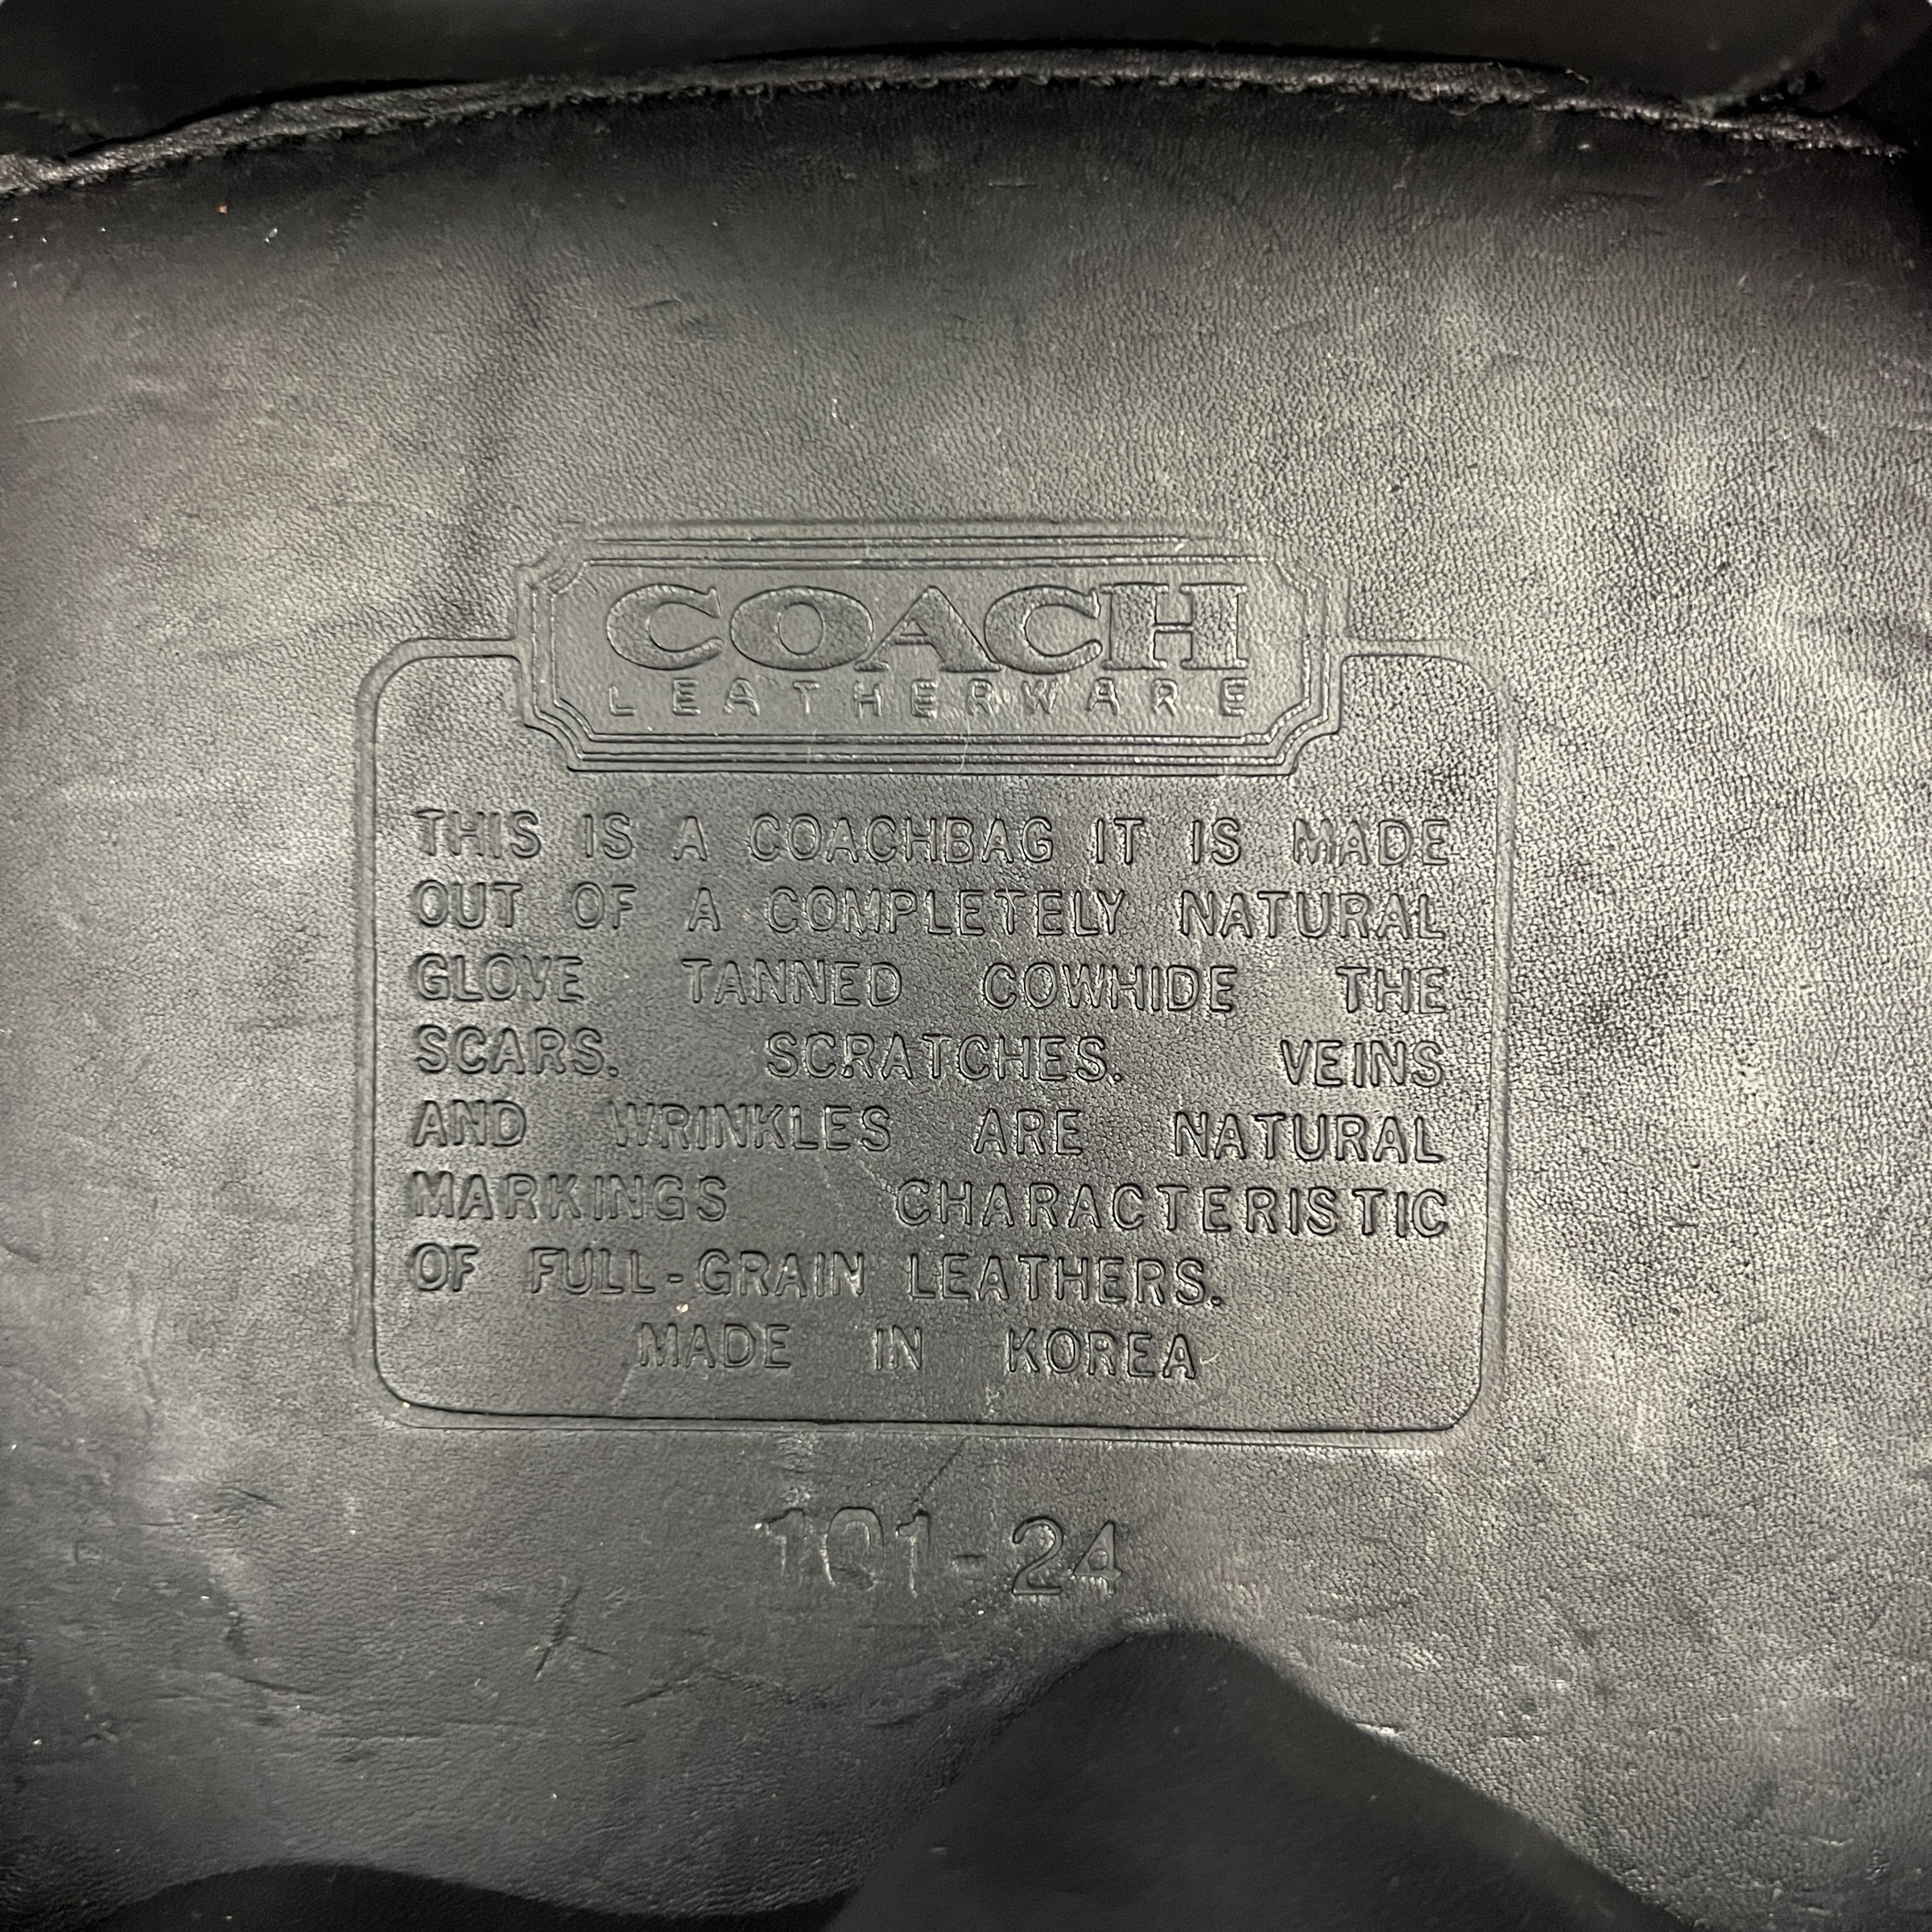 COACH
LEATHERWARE
THIS IS A COACHBAG IT IS MADE
OUT OF A COMPLETELY NATURAL
GLOVE TANNED COWHIDE THE
SCARS. SCRATCHES. VEINS
AND WRINKLES ARE NATURAL
MARKINGS CHARACTERISTIC
OF FULL-GRAIN LEATHERS.
MADE IN KOREA
101-24